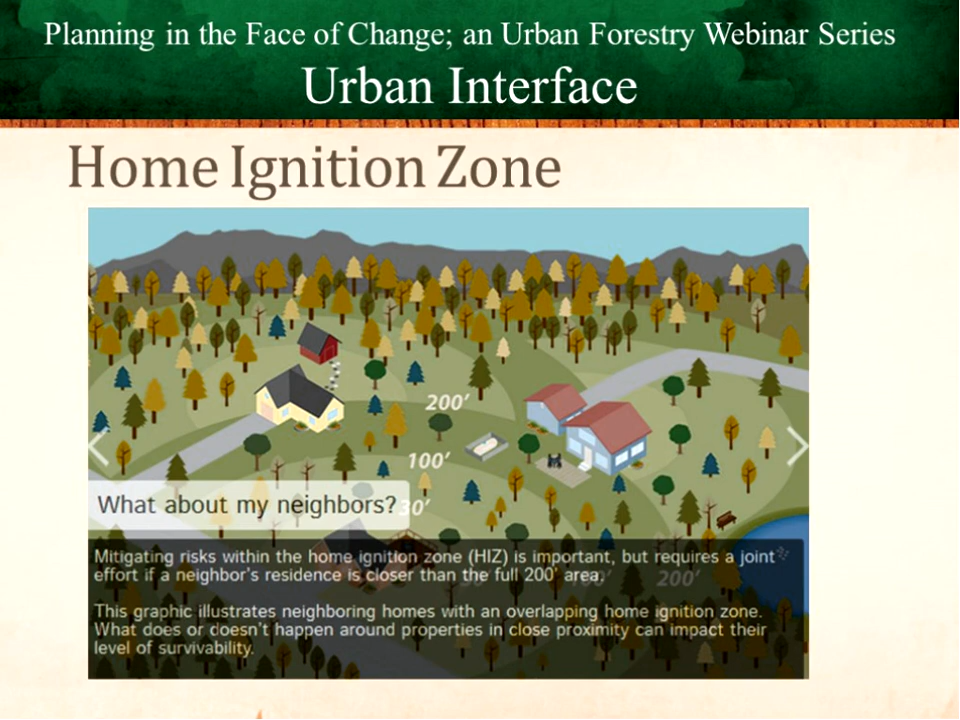 Planning in the Face of Change; an Urban Forestry Webinar Series
Urban Interface
Home Ignition Zone
200’
100’
30’
What about my neighbors?
Mitigating risks within the home ignition zone (HIZ) is important, but requires a joint
effort if a neighbor’s residence is closer than the full 200’ area.
200’
This graphic illustrates neighboring homes with an overlapping home ignition zone.
What does or doesn’t happen around properties in close proximity can impact their
level of survivability.